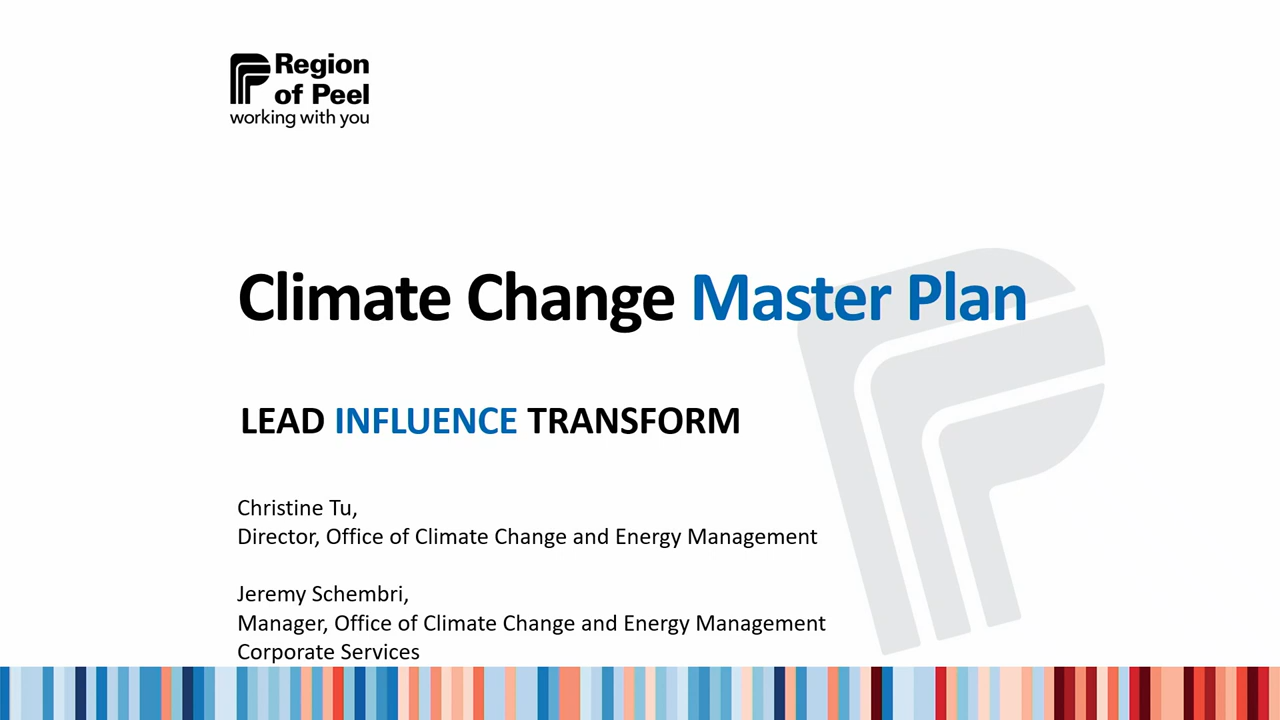 Region
of Peel
working with you
Climate Change Master Plan
LEAD INFLUENCE TRANSFORM
Christine Tu,
Director, Office of Climate Change and Energy Management
Jeremy Schembri,
Manager, Office of Climate Change and Energy Management
Corporate Services